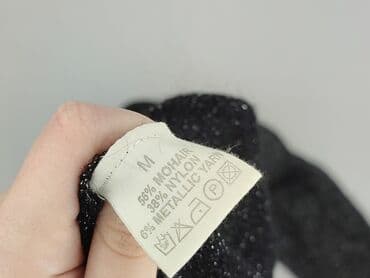 M
56% MOHAIR
38% NYLON
6% METALLIC YARN
P